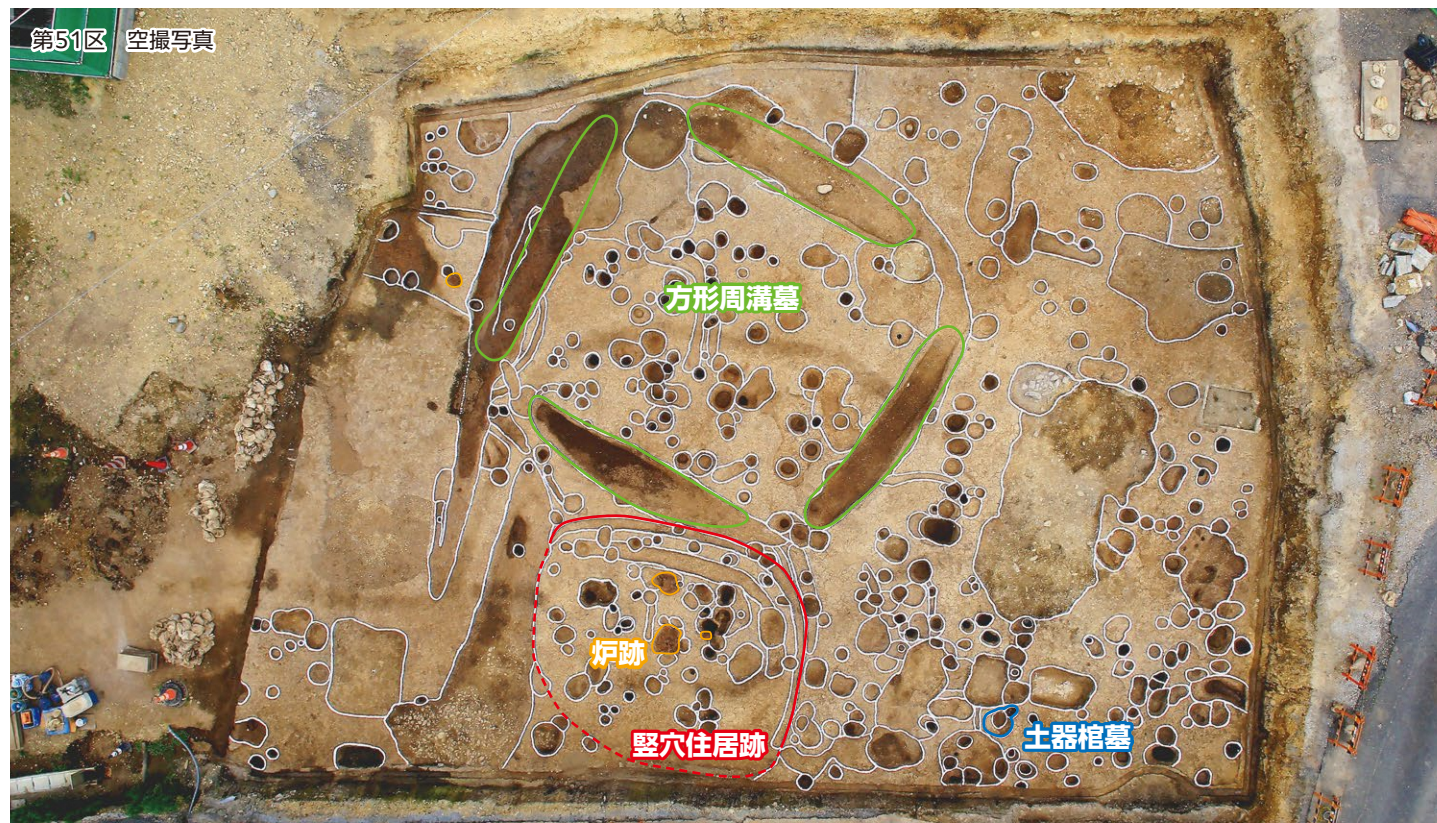 第51区 空撮写真
方形周溝墓
炉跡
竪穴住居跡
土器棺墓